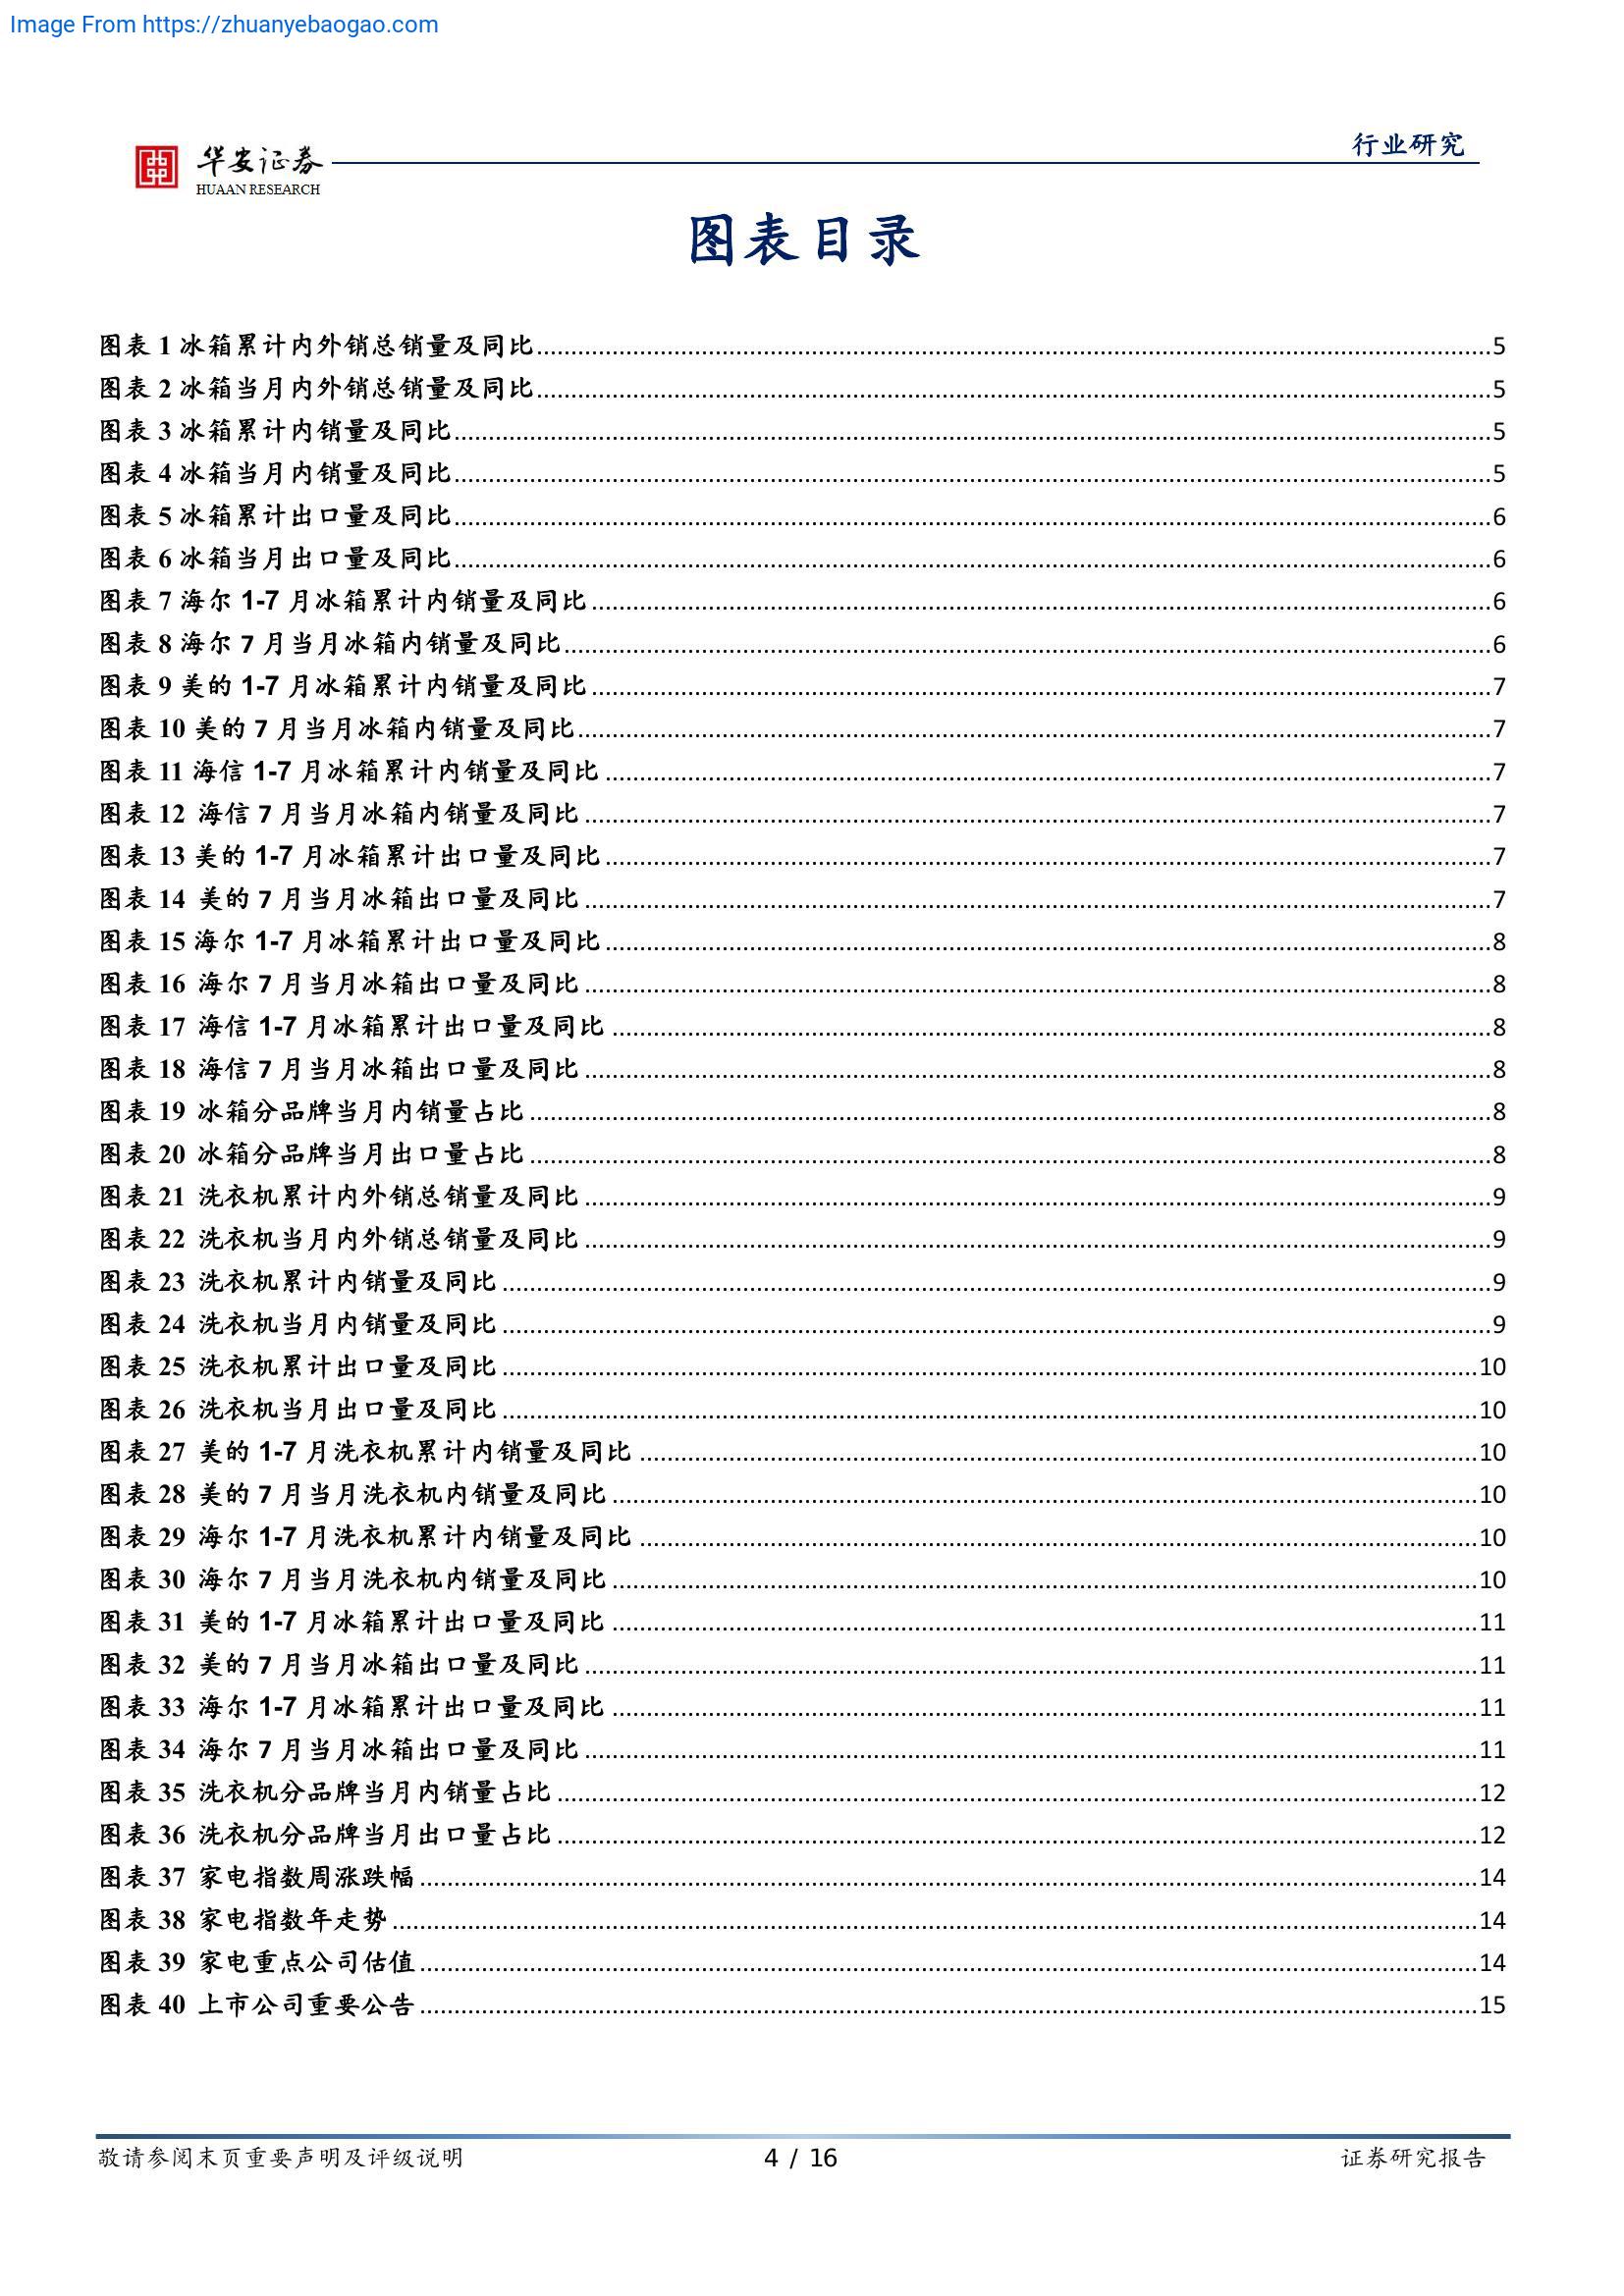 Image From https://zhuanyebaogao.com
华安证券
HUAAN RESEARCH
行业研究
图表目录
图表 1 冰箱累计内外销总销量及同比 5
图表 2 冰箱当月内外销总销量及同比 5
图表 3 冰箱累计内销量及同比 5
图表 4 冰箱当月内销量及同比 5
图表 5 冰箱累计出口量及同比 6
图表 6 冰箱当月出口量及同比 6
图表 7 海尔 1-7 月冰箱累计内销量及同比 6
图表 8 海尔 7 月当月冰箱内销量及同比 6
图表 9 美的 1-7 月冰箱累计内销量及同比 7
图表 10 美的 7 月当月冰箱内销量及同比 7
图表 11 海信 1-7 月冰箱累计内销量及同比 7
图表 12 海信 7 月当月冰箱内销量及同比 7
图表 13 美的 1-7 月冰箱累计出口量及同比 7
图表 14 美的 7 月当月冰箱出口量及同比 7
图表 15 海尔 1-7 月冰箱累计出口量及同比 8
图表 16 海尔 7 月当月冰箱出口量及同比 8
图表 17 海信 1-7 月冰箱累计出口量及同比 8
图表 18 海信 7 月当月冰箱出口量及同比 8
图表 19 冰箱分品牌当月内销量占比 8
图表 20 冰箱分品牌当月出口量占比 8
图表 21 洗衣机累计内外销总销量及同比 9
图表 22 洗衣机当月内外销总销量及同比 9
图表 23 洗衣机累计内销量及同比 9
图表 24 洗衣机当月内销量及同比 9
图表 25 洗衣机累计出口量及同比 10
图表 26 洗衣机当月出口量及同比 10
图表 27 美的 1-7 月洗衣机累计内销量及同比 10
图表 28 美的 7 月当月洗衣机内销量及同比 10
图表 29 海尔 1-7 月洗衣机累计内销量及同比 10
图表 30 海尔 7 月当月洗衣机内销量及同比 10
图表 31 美的 1-7 月冰箱累计出口量及同比 11
图表 32 美的 7 月当月冰箱出口量及同比 11
图表 33 海尔 1-7 月冰箱累计出口量及同比 11
图表 34 海尔 7 月当月冰箱出口量及同比 11
图表 35 洗衣机分品牌当月内销量占比 12
图表 36 洗衣机分品牌当月出口量占比 12
图表 37 家电指数周涨跌幅 14
图表 38 家电指数年走势 14
图表 39 家电重点公司估值 14
图表 40 上市公司重要公告 15
敬请参阅末页重要声明及评级说明 4 / 16 证券研究报告